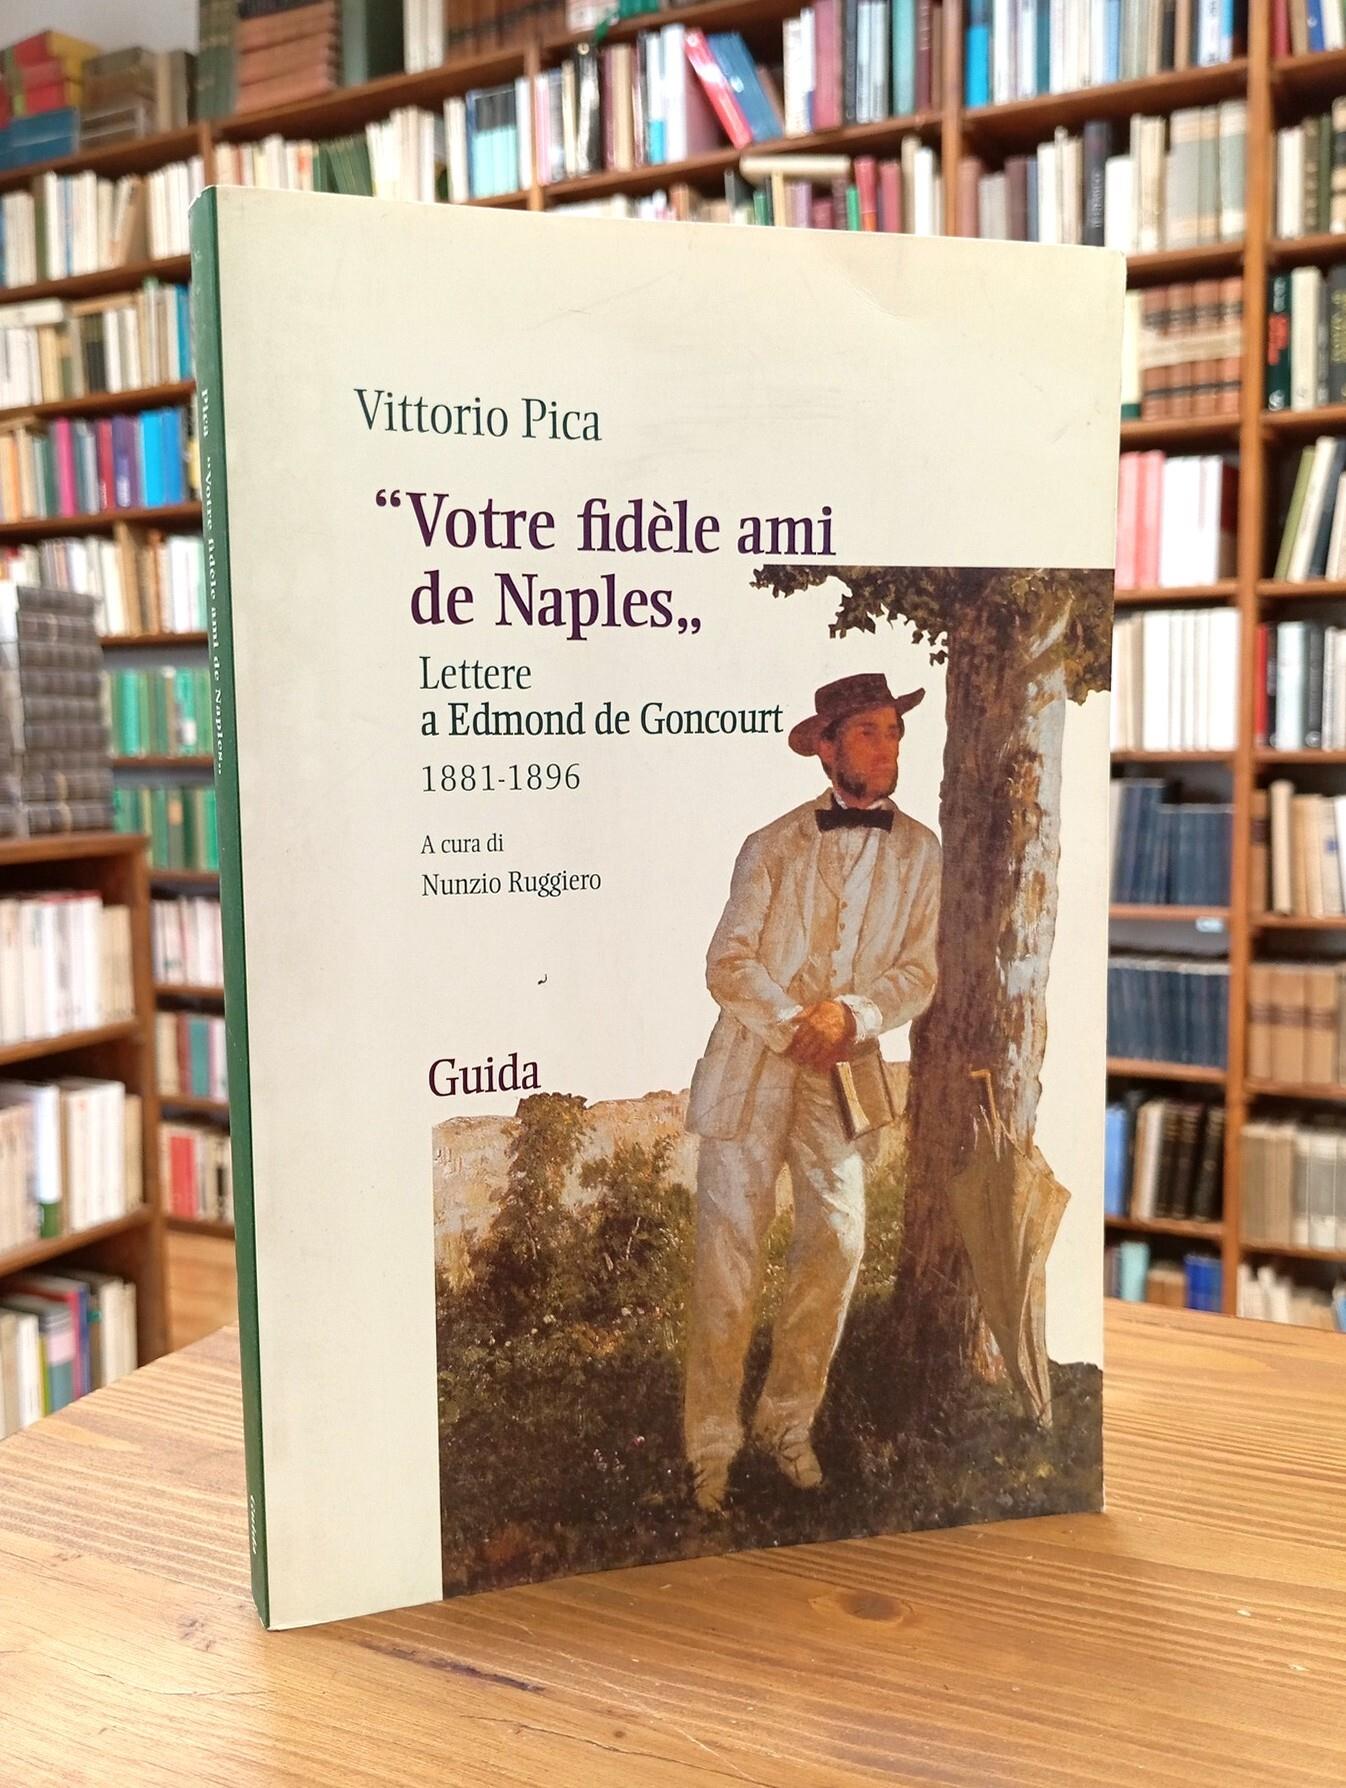 Vittorio Pica
“Votre fidèle ami
de Naples„
Lettere
a Edmond de Goncourt
1881-1896
A cura di
Nunzio Ruggiero
Guida
Pica “Votre fidèle ami de Naples„
Guida